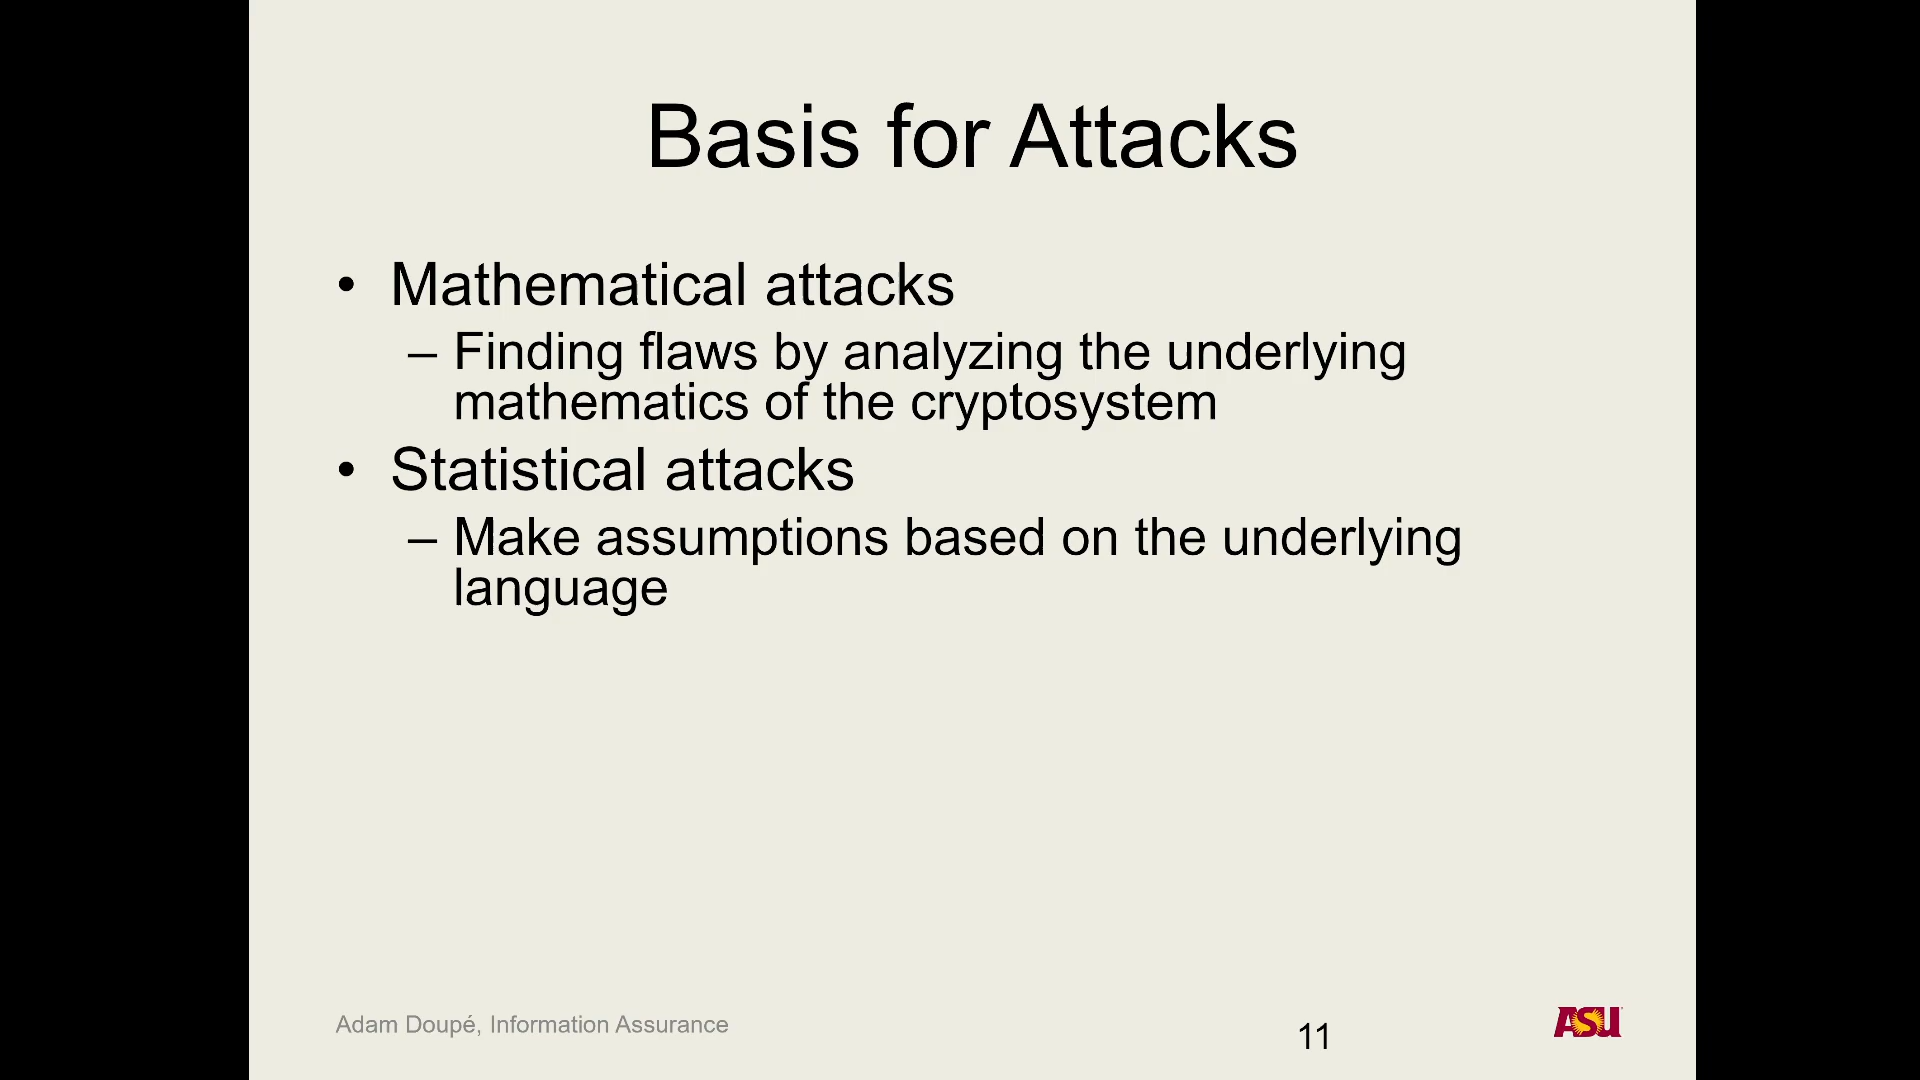 Basis for Attacks
• Mathematical attacks
– Finding flaws by analyzing the underlying
mathematics of the cryptosystem
• Statistical attacks
– Make assumptions based on the underlying
language
Adam Doupé, Information Assurance
11
ASU